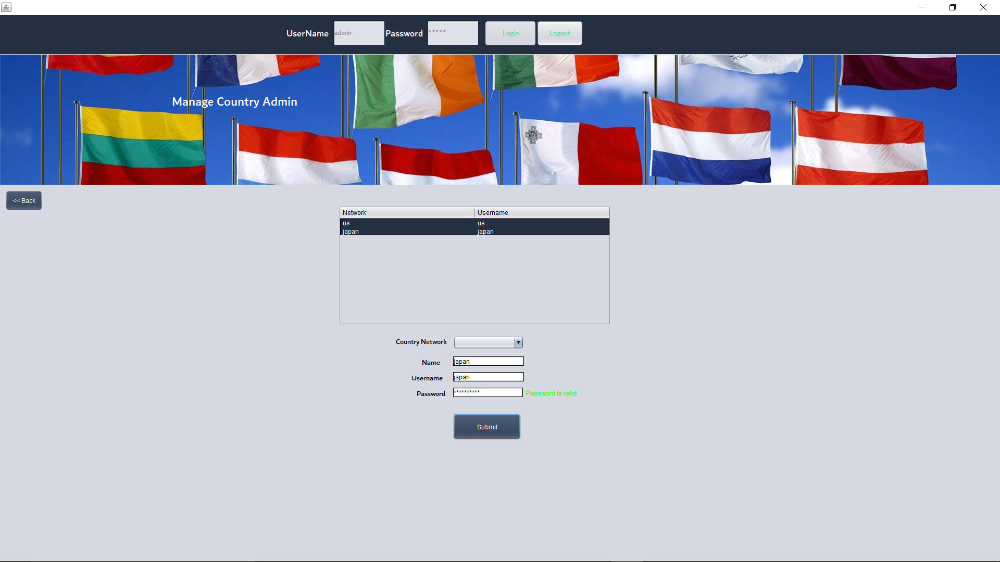 UserName admin Password ***** Login Logout
Manage Country Admin
<< Back
Network Username
us us
japan japan
Country Network
Name japan
Username japan
Password ********** Password is valid.
Submit